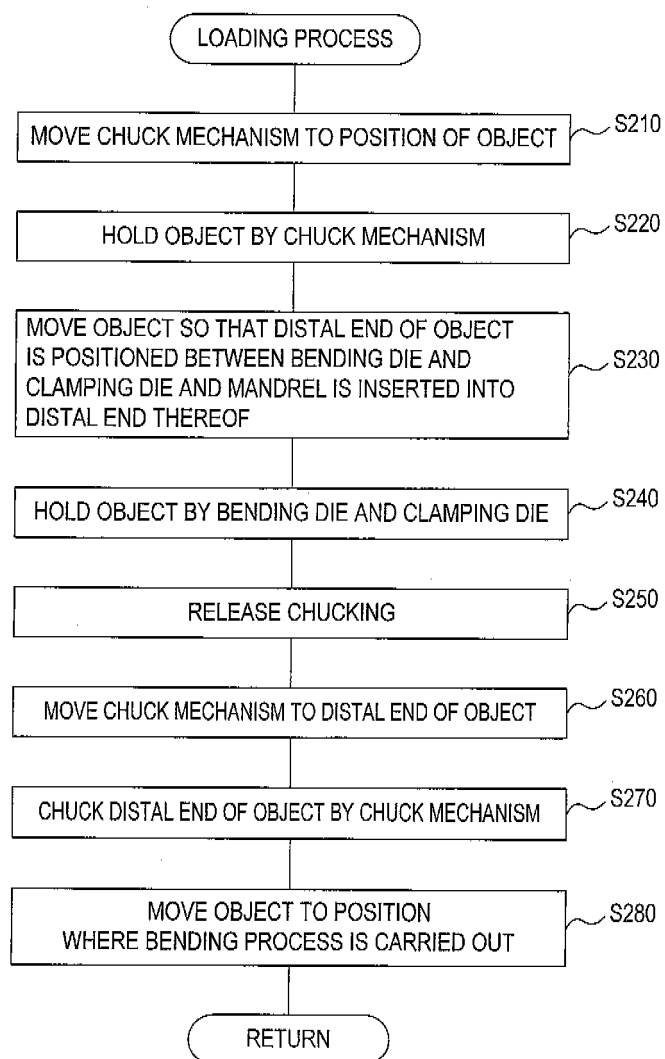 LOADING PROCESS
MOVE CHUCK MECHANISM TO POSITION OF OBJECT
S210
HOLD OBJECT BY CHUCK MECHANISM
S220
MOVE OBJECT SO THAT DISTAL END OF OBJECT
IS POSITIONED BETWEEN BENDING DIE AND
CLAMPING DIE AND MANDREL IS INSERTED INTO
DISTAL END THEREOF
S230
HOLD OBJECT BY BENDING DIE AND CLAMPING DIE
S240
RELEASE CHUCKING
S250
MOVE CHUCK MECHANISM TO DISTAL END OF OBJECT
S260
CHUCK DISTAL END OF OBJECT BY CHUCK MECHANISM
S270
MOVE OBJECT TO POSITION
WHERE BENDING PROCESS IS CARRIED OUT
S280
RETURN